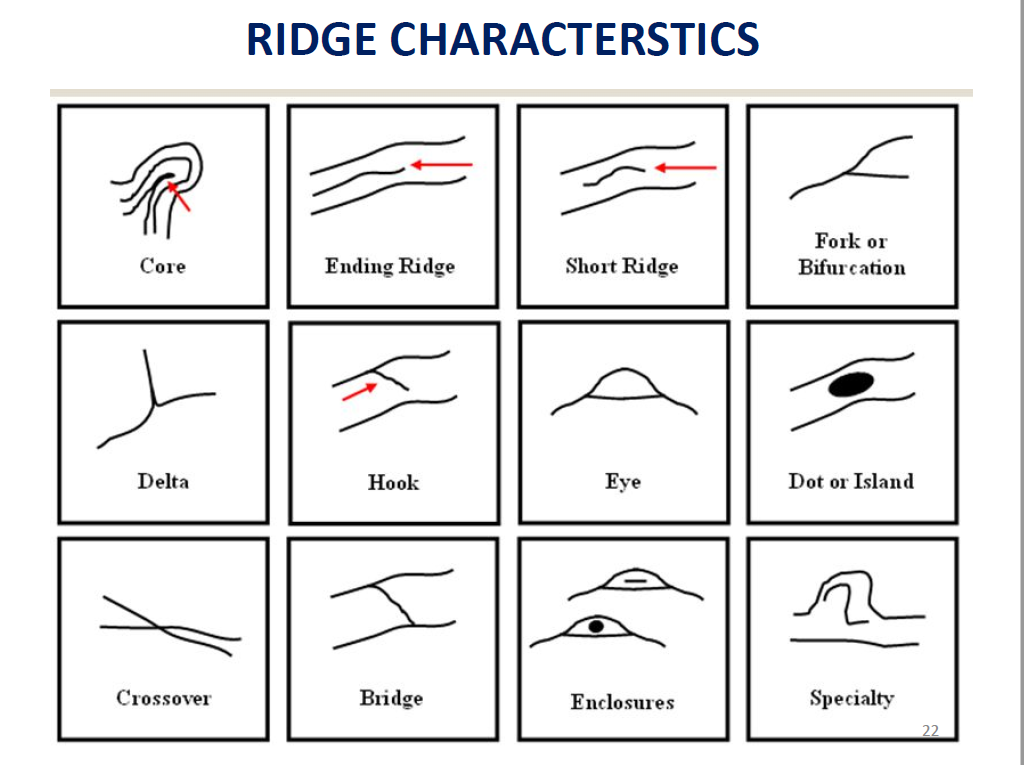 RIDGE CHARACTERSTICS
Core
Ending Ridge
Short Ridge
Fork or
Bifurcation
Delta
Hook
Eye
Dot or Island
Crossover
Bridge
Enclosures
Specialty
22